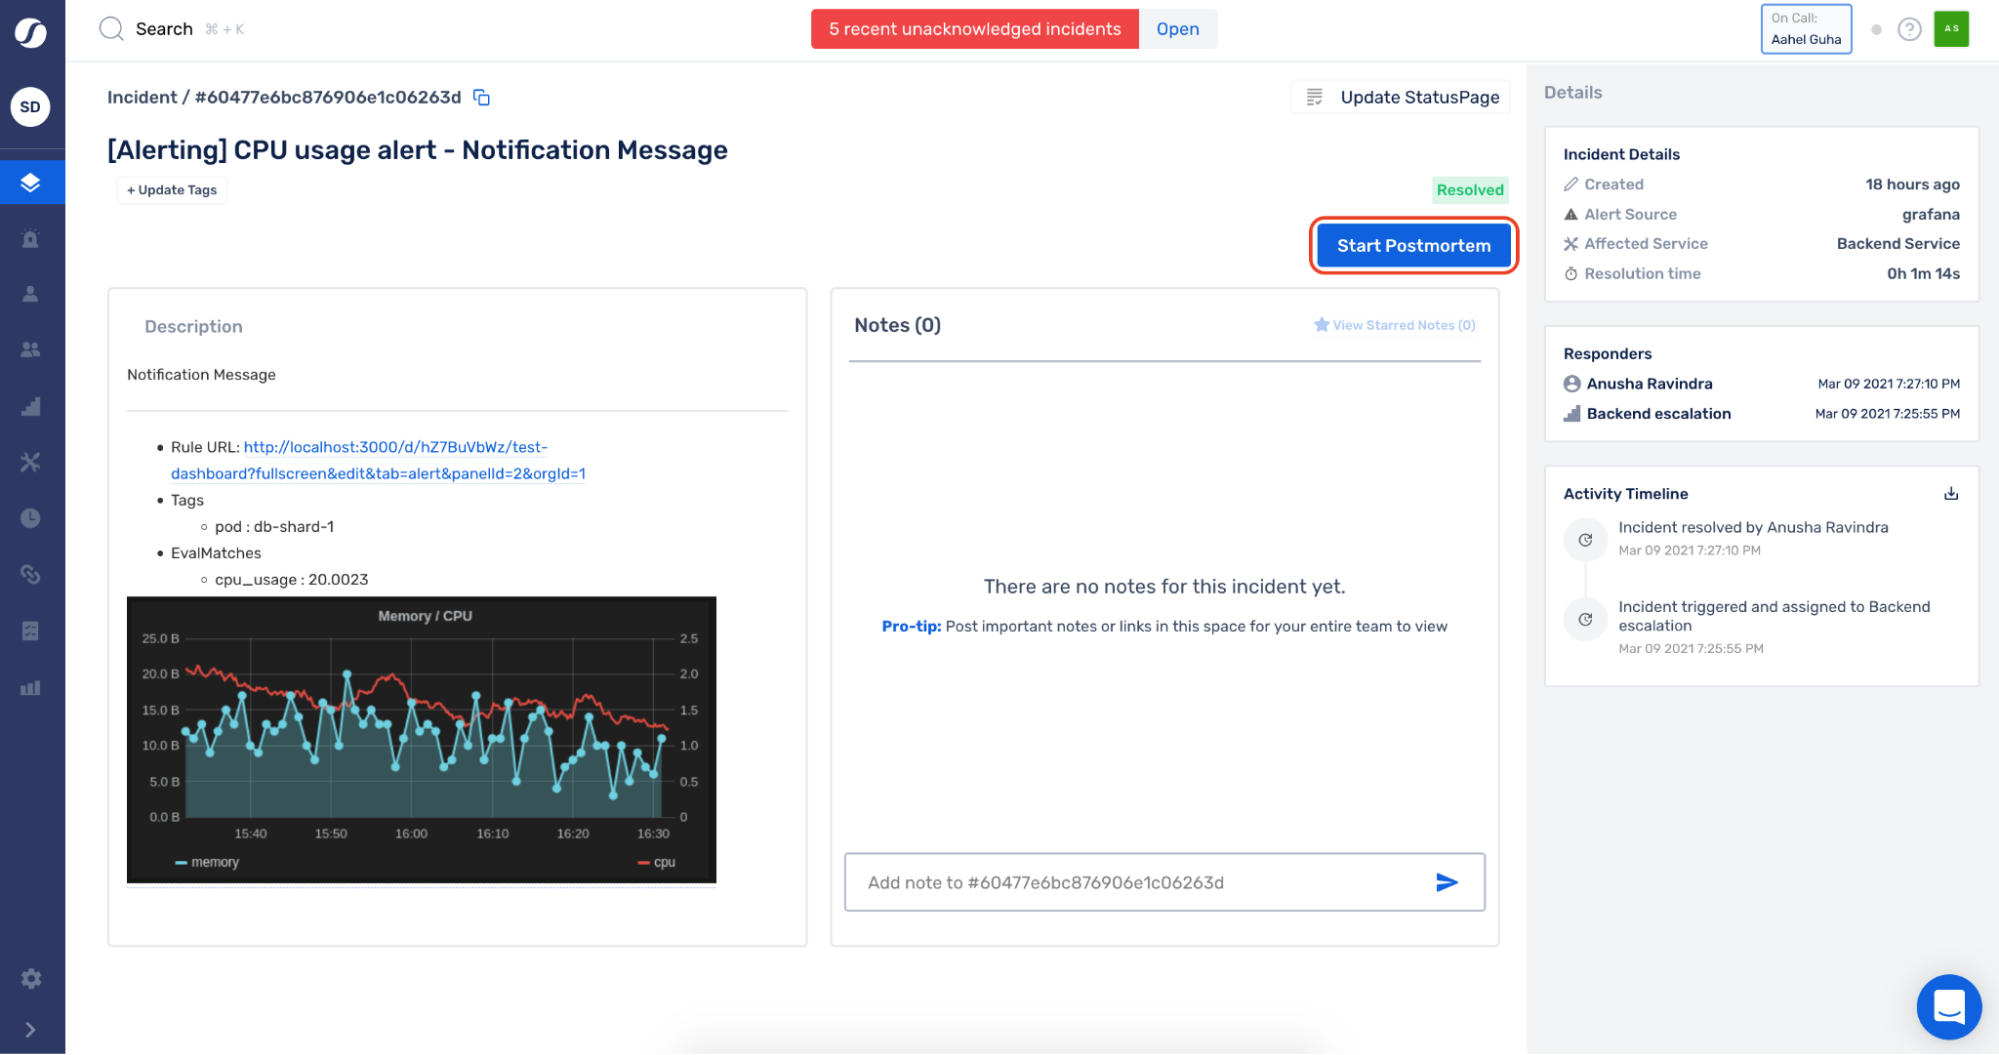 Search ⌘ + K
5 recent unacknowledged incidents Open
On Call:
Aahel Guha
?
AS
SD
Incident / #60477e6bc876906e1c06263d
Update StatusPage
[Alerting] CPU usage alert - Notification Message
+ Update Tags
Resolved
Start Postmortem
Description
Notification Message
Rule URL: http://localhost:3000/d/hZ7BuVbWz/test-
dashboard?fullscreen&edit&tab=alert&panelId=2&orgId=1
Tags
pod : db-shard-1
EvalMatches
cpu_usage : 20.0023
Memory / CPU
25.0 B 2.5
20.0 B 2.0
15.0 B 1.5
10.0 B 1.0
5.0 B 0.5
0.0 B 0
15:40 15:50 16:00 16:10 16:20 16:30
memory cpu
Notes (0)
View Starred Notes (0)
There are no notes for this incident yet.
Pro-tip: Post important notes or links in this space for your entire team to view
Add note to #60477e6bc876906e1c06263d
Details
Incident Details
Created 18 hours ago
Alert Source grafana
Affected Service Backend Service
Resolution time 0h 1m 14s
Responders
Anusha Ravindra Mar 09 2021 7:27:10 PM
Backend escalation Mar 09 2021 7:25:55 PM
Activity Timeline
Incident resolved by Anusha Ravindra
Mar 09 2021 7:27:10 PM
Incident triggered and assigned to Backend
escalation
Mar 09 2021 7:25:55 PM